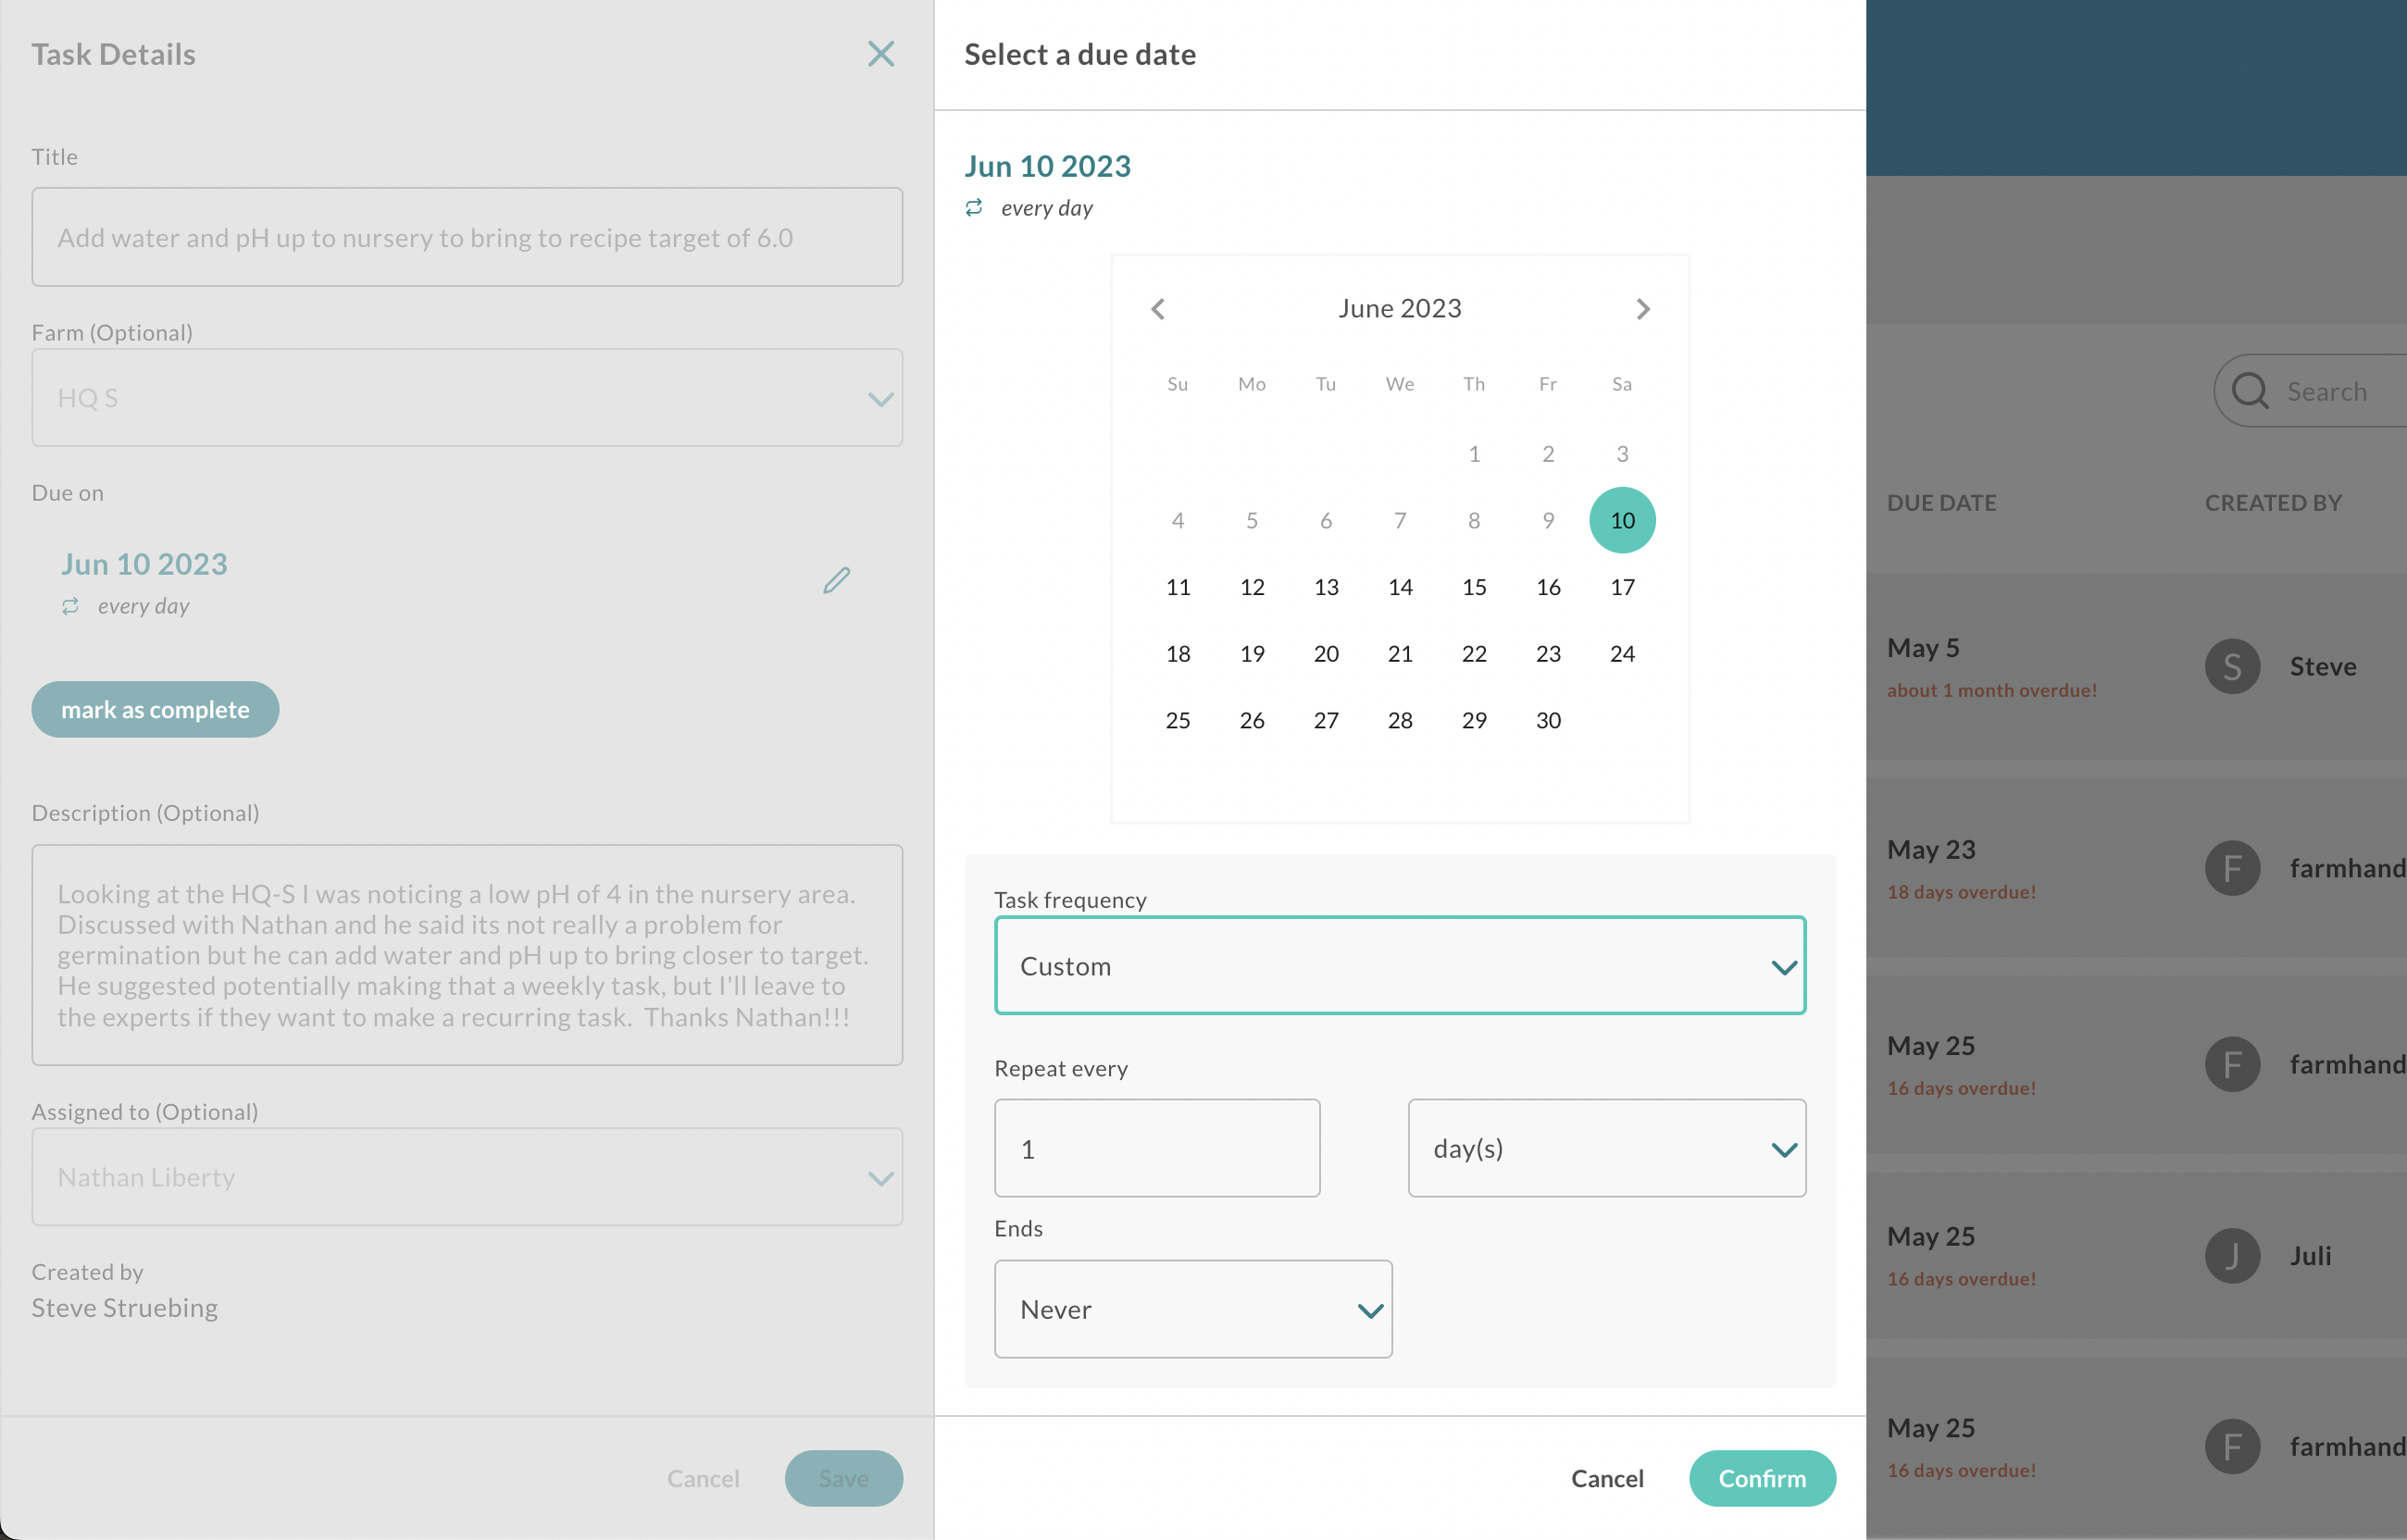 Task Details
Title
Add water and pH up to nursery to bring to recipe target of 6.0
Farm (Optional)
HQ S
Due on
Jun 10 2023
every day
mark as complete
Description (Optional)
Looking at the HQ-S I was noticing a low pH of 4 in the nursery area.
Discussed with Nathan and he said its not really a problem for
germination but he can add water and pH up to bring closer to target.
He suggested potentially making that a weekly task, but I'll leave to
the experts if they want to make a recurring task.  Thanks Nathan!!!
Assigned to (Optional)
Nathan Liberty
Created by
Steve Struebing
Cancel
Save
Select a due date
Jun 10 2023
every day
June 2023
Su Mo Tu We Th Fr Sa
1 2 3
4 5 6 7 8 9 10
11 12 13 14 15 16 17
18 19 20 21 22 23 24
25 26 27 28 29 30
Task frequency
Custom
Repeat every
1
day(s)
Ends
Never
Cancel
Confirm
Search
DUE DATE
CREATED BY
May 5
about 1 month overdue!
S
Steve
May 23
18 days overdue!
F
farmhand
May 25
16 days overdue!
F
farmhand
May 25
16 days overdue!
J
Juli
May 25
16 days overdue!
F
farmhand